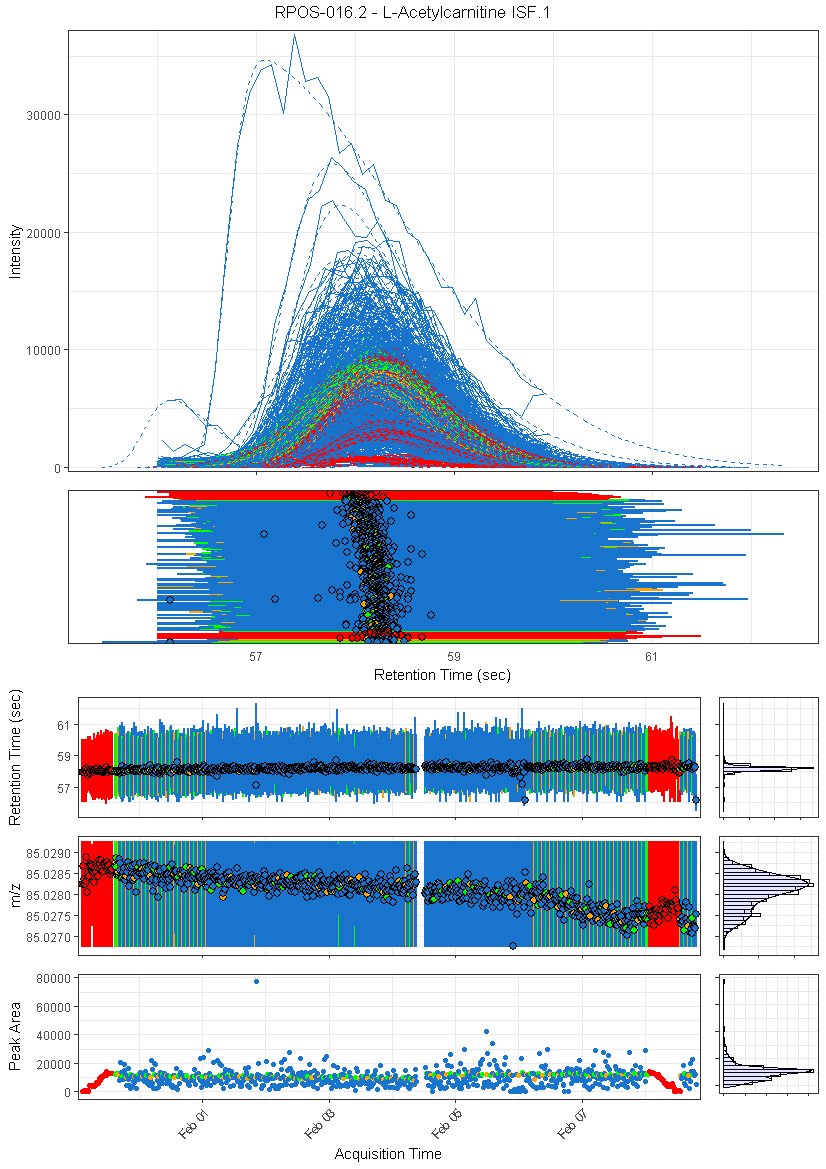 RPOS-016.2 - L-Acetylcarnitine ISF.1
Intensity
30000
20000
10000
0
57
59
61
Retention Time (sec)
Retention Time (sec)
61
59
57
m/z
85.0290
85.0285
85.0280
85.0275
85.0270
Peak Area
80000
60000
40000
20000
0
Feb 01
Feb 03
Feb 05
Feb 07
Acquisition Time